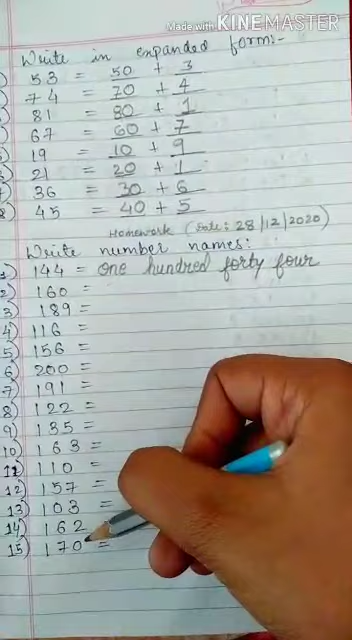 Made with KINEMASTER
Write in expanded form:-
53 = 50 + 3
74 = 70 + 4
81 = 80 + 1
67 = 60 + 7
19 = 10 + 9
21 = 20 + 1
36 = 30 + 6
45 = 40 + 5
Homework (Date: 28/12/2020)
Write number names:
1) 144 = One hundred forty four
2) 160 =
3) 189 =
4) 116 =
5) 156 =
6) 200 =
7) 191 =
8) 122 =
9) 135 =
10) 163 =
11) 110 =
12) 157 =
13) 103 =
14) 162
15) 170 =